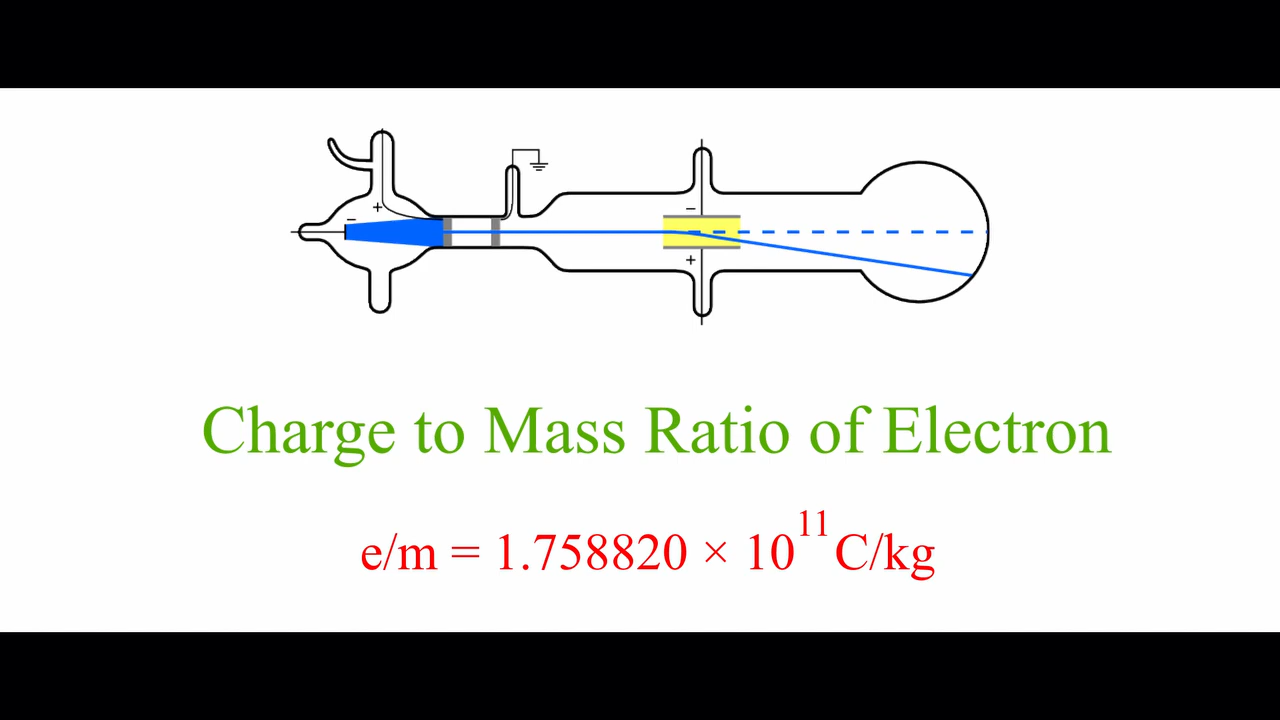 +
−
−
+
Charge to Mass Ratio of Electron
e/m = 1.758820 × 10¹¹ C/kg